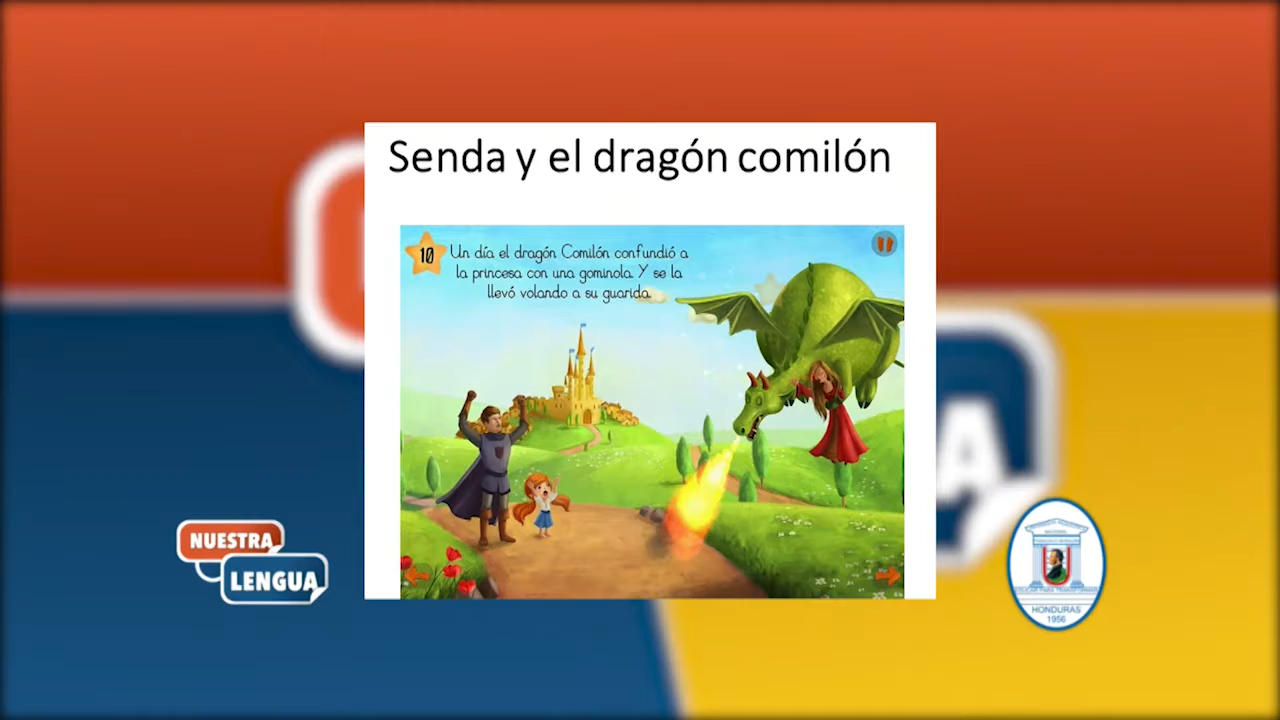 Senda y el dragón comilón
10
Un día el dragón Comilón confundió a
la princesa con una gominola. Y se la
llevó volando a su guarida.
A
NUESTRA
LENGUA
HONDURAS
1956